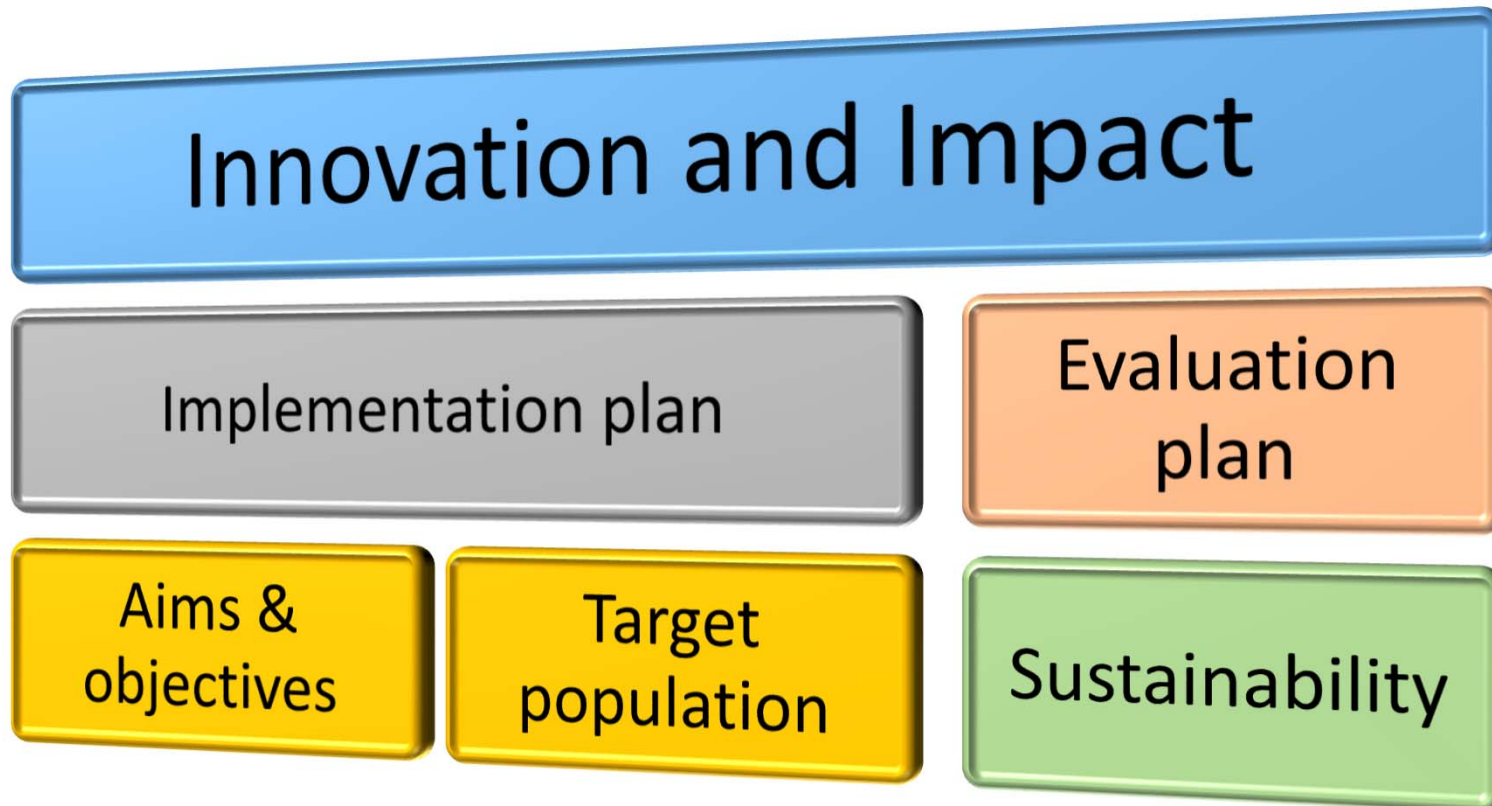 Innovation and Impact
Implementation plan
Evaluation
plan
Aims &
objectives
Target
population
Sustainability